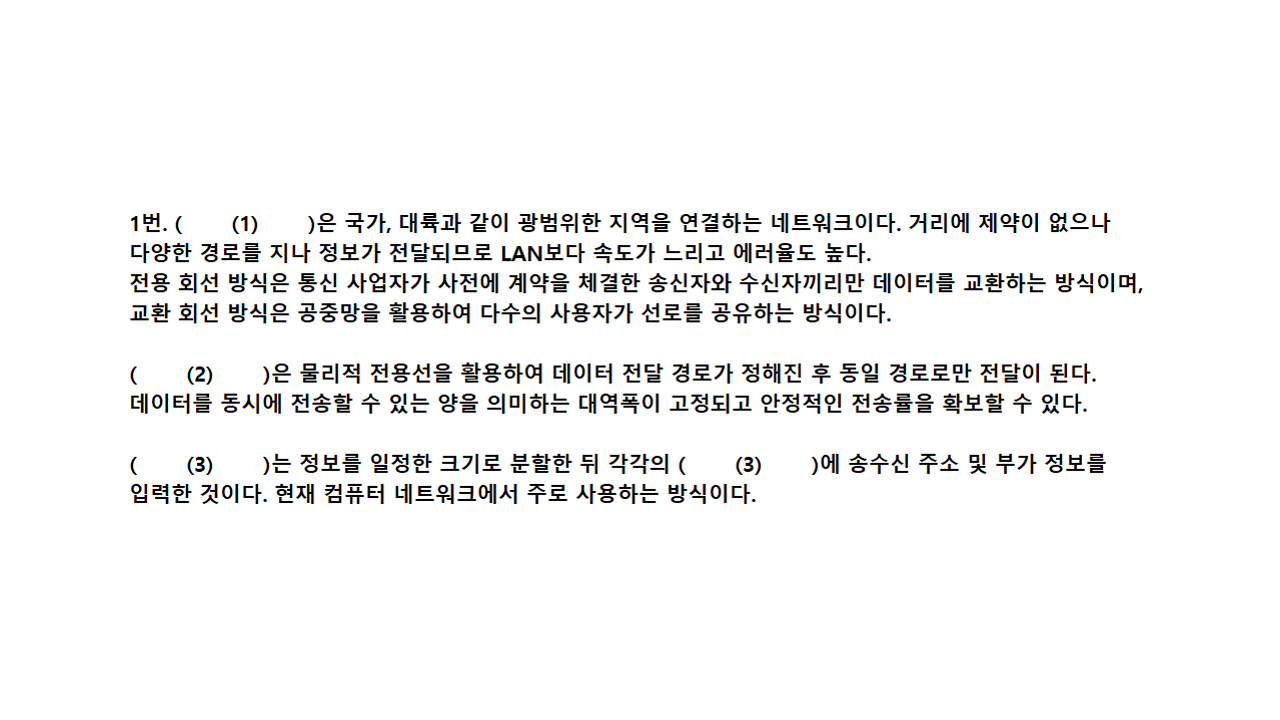 1번. ( (1) )은 국가, 대륙과 같이 광범위한 지역을 연결하는 네트워크이다. 거리에 제약이 없으나
다양한 경로를 지나 정보가 전달되므로 LAN보다 속도가 느리고 에러율도 높다.
전용 회선 방식은 통신 사업자가 사전에 계약을 체결한 송신자와 수신자끼리만 데이터를 교환하는 방식이며,
교환 회선 방식은 공중망을 활용하여 다수의 사용자가 선로를 공유하는 방식이다.
( (2) )은 물리적 전용선을 활용하여 데이터 전달 경로가 정해진 후 동일 경로로만 전달이 된다.
데이터를 동시에 전송할 수 있는 양을 의미하는 대역폭이 고정되고 안정적인 전송률을 확보할 수 있다.
( (3) )는 정보를 일정한 크기로 분할한 뒤 각각의 ( (3) )에 송수신 주소 및 부가 정보를
입력한 것이다. 현재 컴퓨터 네트워크에서 주로 사용하는 방식이다.